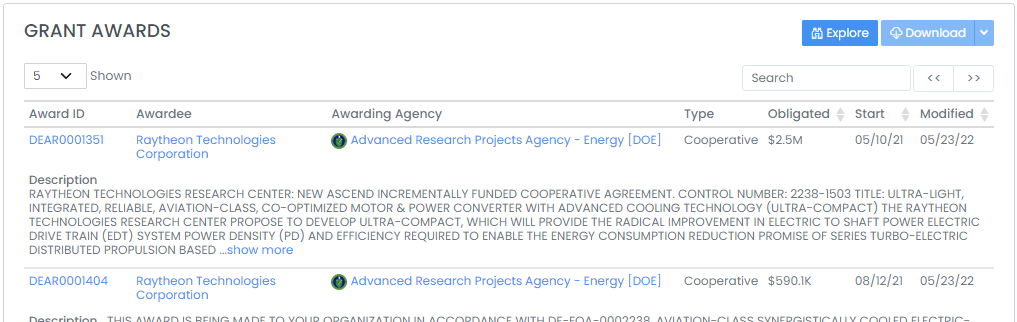 GRANT AWARDS
Explore Download
5 Shown
Search << >>
Award ID Awardee Awarding Agency Type Obligated Start Modified
DEAR0001351 Raytheon Technologies Advanced Research Projects Agency - Energy [DOE] Cooperative $2.5M 05/10/21 05/23/22
Corporation
Description
RAYTHEON TECHNOLOGIES RESEARCH CENTER: NEW ASCEND INCREMENTALLY FUNDED COOPERATIVE AGREEMENT. CONTROL NUMBER: 2238-1503 TITLE: ULTRA-LIGHT,
INTEGRATED, RELIABLE, AVIATION-CLASS, CO-OPTIMIZED MOTOR & POWER CONVERTER WITH ADVANCED COOLING TECHNOLOGY (ULTRA-COMPACT) THE RAYTHEON
TECHNOLOGIES RESEARCH CENTER PROPOSE TO DEVELOP ULTRA-COMPACT, WHICH WILL PROVIDE THE RADICAL IMPROVEMENT IN ELECTRIC TO SHAFT POWER ELECTRIC
DRIVE TRAIN (EDT) SYSTEM POWER DENSITY (PD) AND EFFICIENCY REQUIRED TO ENABLE THE ENERGY CONSUMPTION REDUCTION PROMISE OF SERIES TURBO-ELECTRIC
DISTRIBUTED PROPULSION BASED ...show more
DEAR0001404 Raytheon Technologies Advanced Research Projects Agency - Energy [DOE] Cooperative $590.1K 08/12/21 05/23/22
Corporation
Description THIS AWARD IS BEING MADE TO YOUR ORGANIZATION IN ACCORDANCE WITH DE-FOA-0002238, AVIATION-CLASS SYNERGISTICALLY COOLED ELECTRIC-